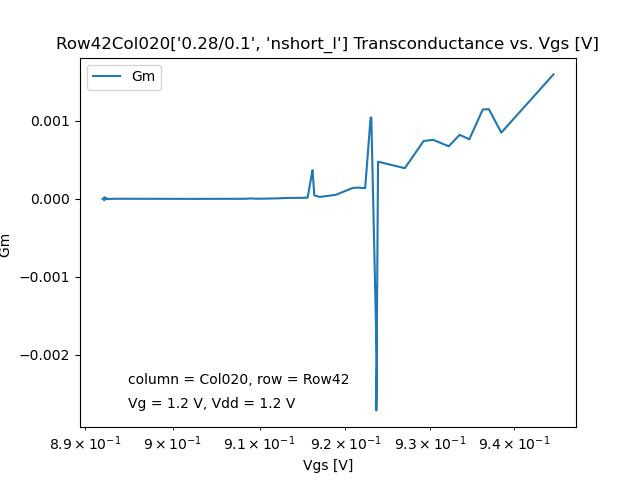 Row42Col020['0.28/0.1', 'nshort_l'] Transconductance vs. Vgs [V]
Gm
0.001
0.000
−0.001
−0.002
Gm
column = Col020, row = Row42
Vg = 1.2 V, Vdd = 1.2 V
8.9 × 10⁻¹ 9 × 10⁻¹ 9.1 × 10⁻¹ 9.2 × 10⁻¹ 9.3 × 10⁻¹ 9.4 × 10⁻¹
Vgs [V]